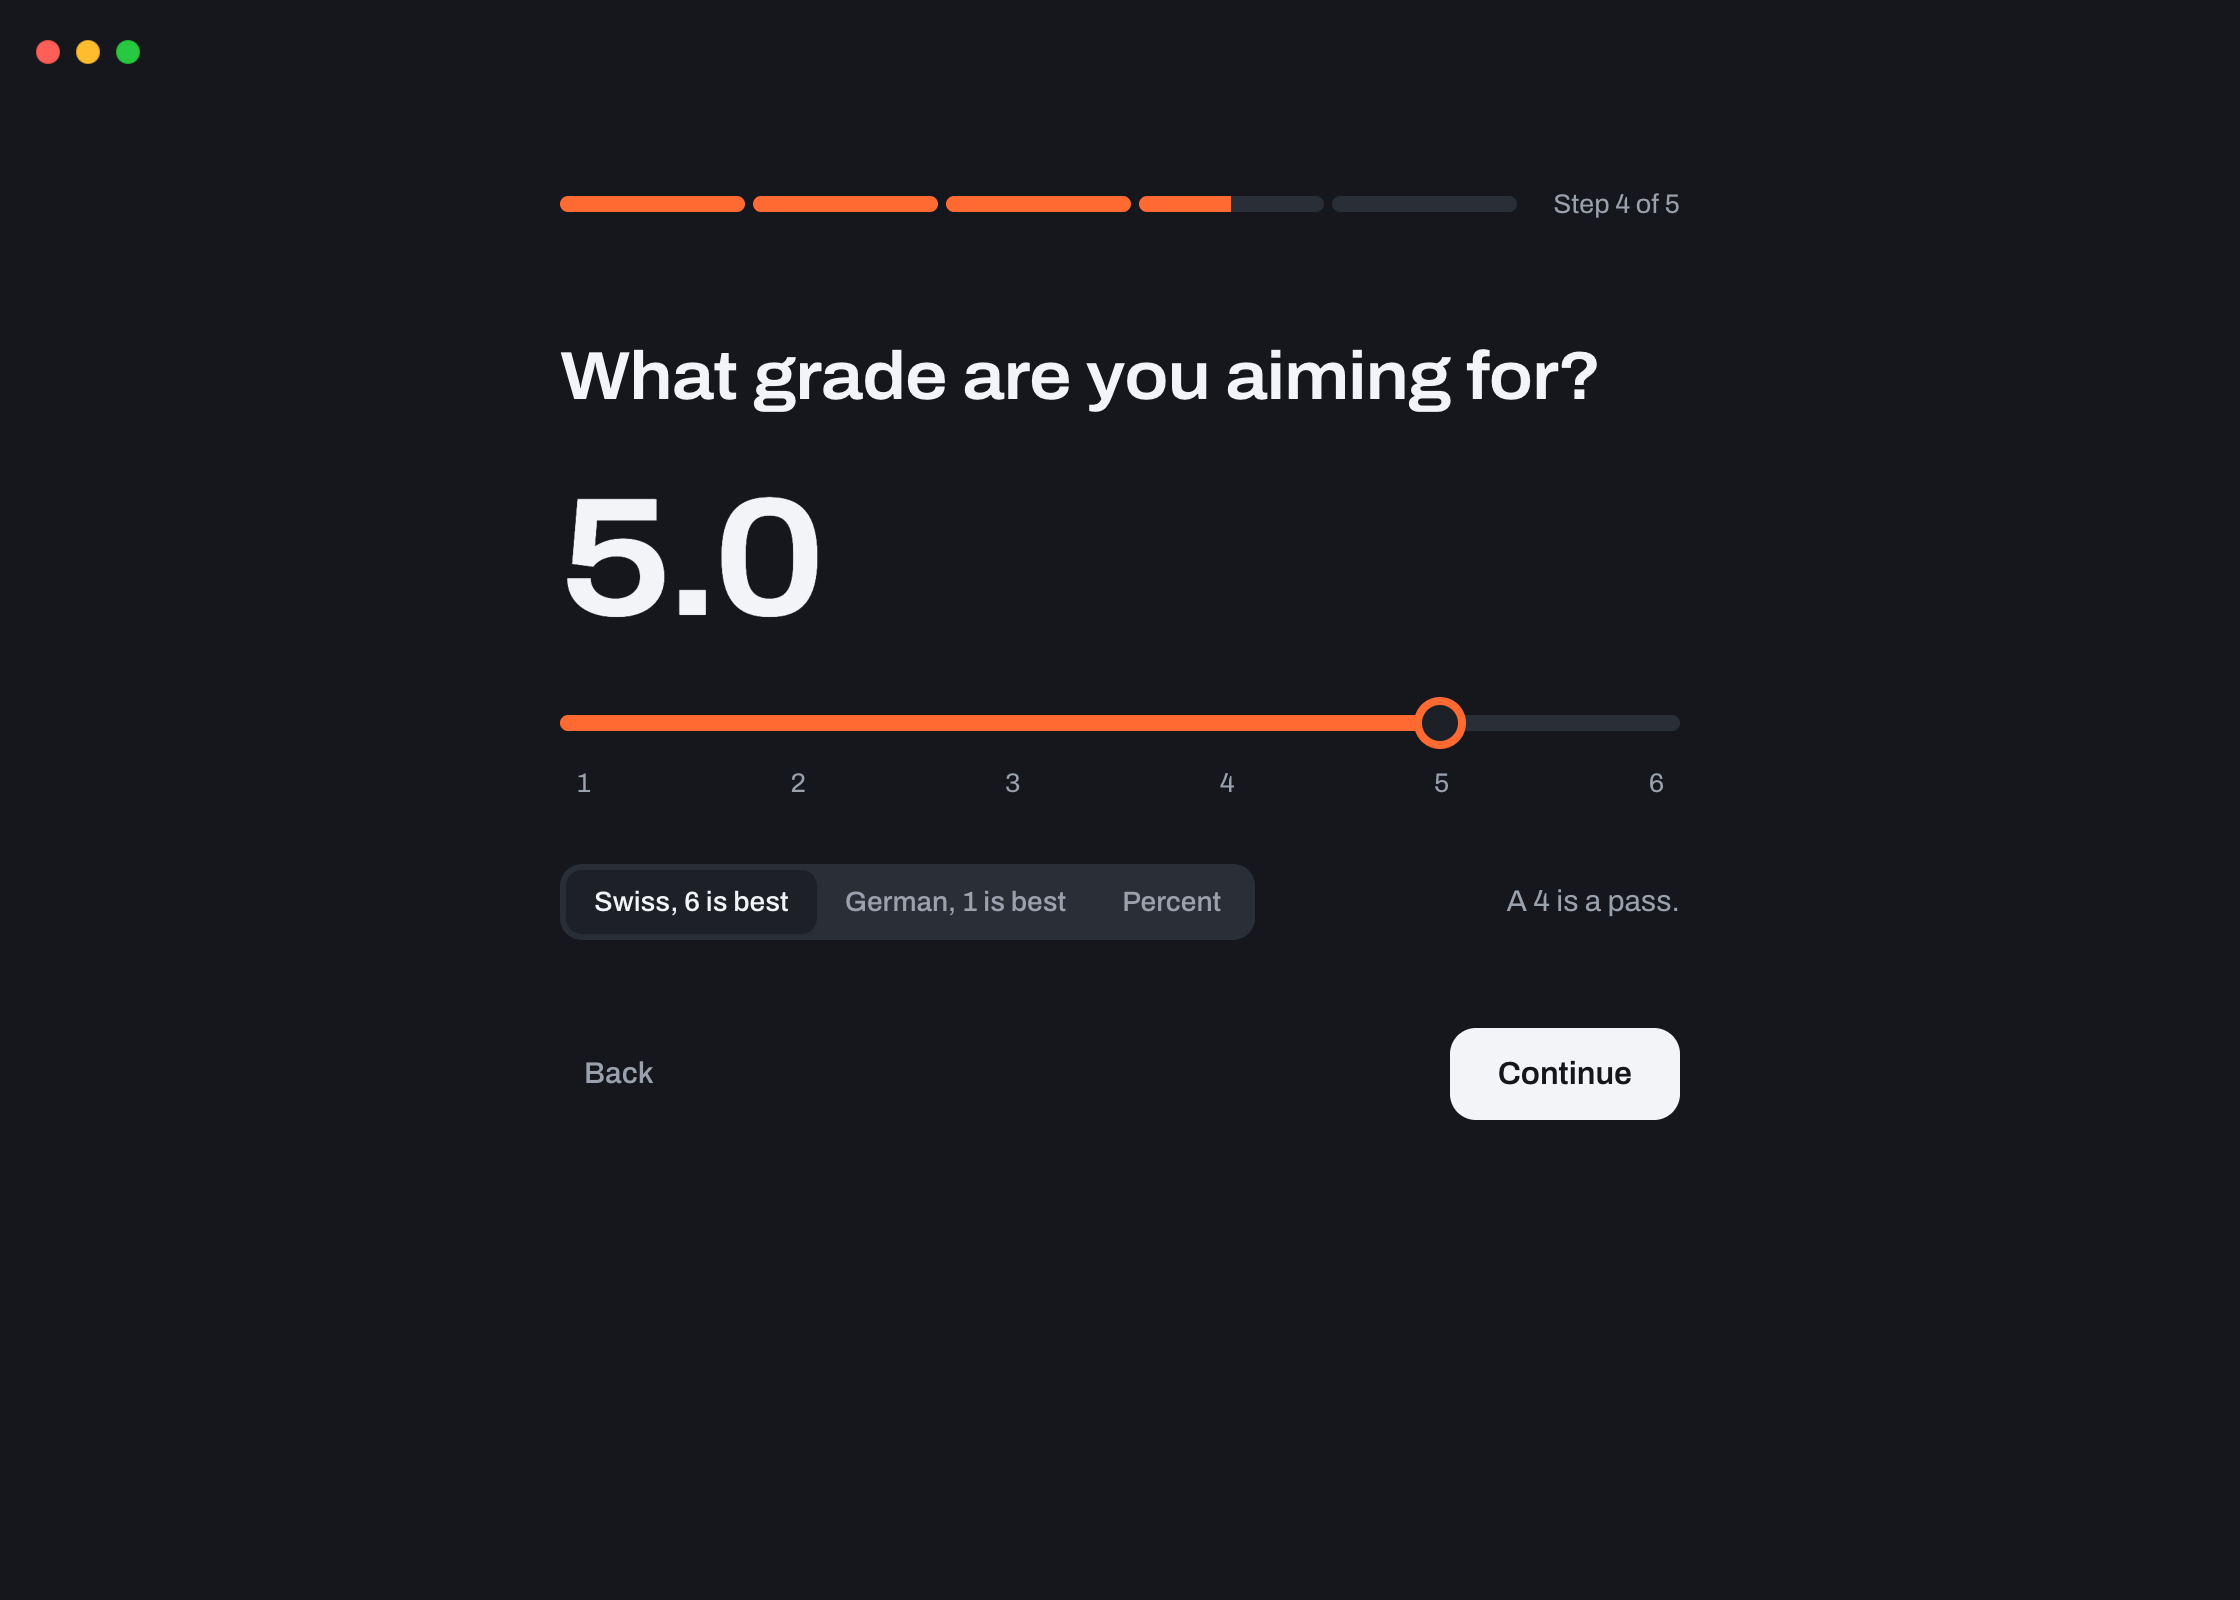 Step 4 of 5
What grade are you aiming for?
5.0
1 2 3 4 5 6
Swiss, 6 is best German, 1 is best Percent A 4 is a pass.
Back Continue